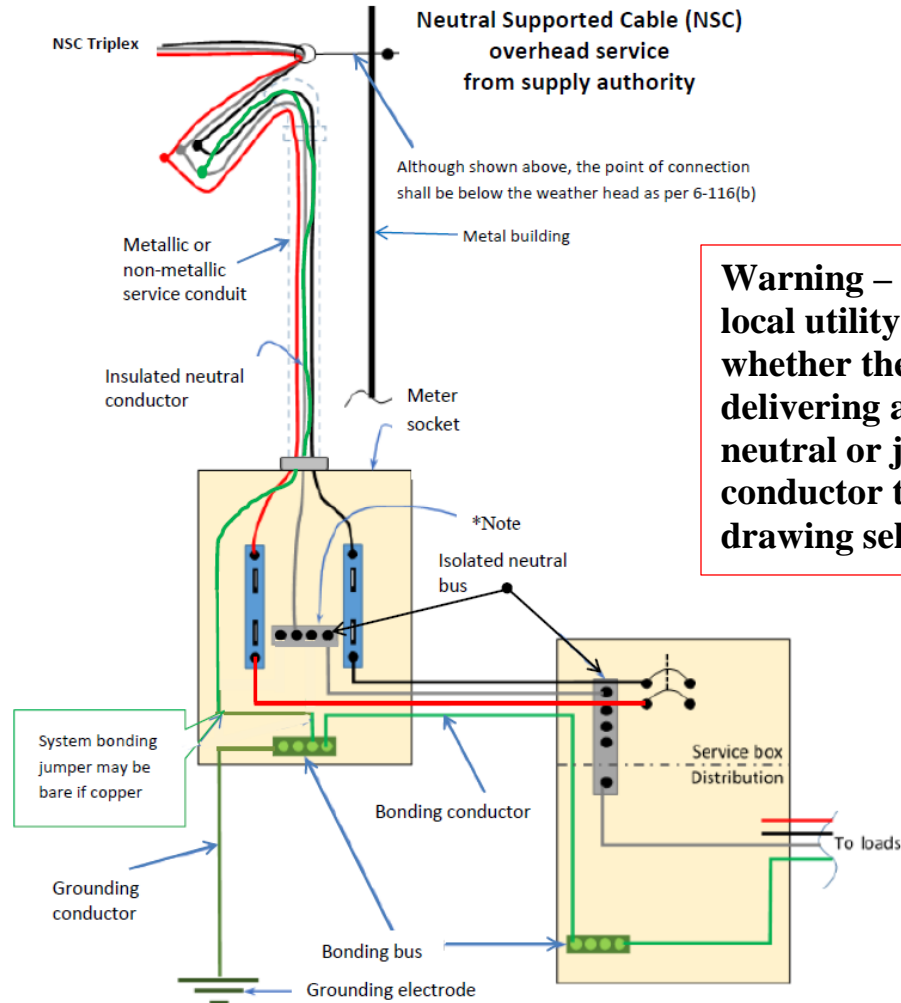 Neutral Supported Cable (NSC)
overhead service
from supply authority
NSC Triplex
Although shown above, the point of connection
shall be below the weather head as per 6-116(b)
Metal building
Metallic or
non-metallic
service conduit
Warning –
local utility
whether the
delivering a
neutral or j
conductor t
drawing sel
Insulated neutral
conductor
Meter
socket
*Note
Isolated neutral
bus
System bonding
jumper may be
bare if copper
Service box
Distribution
Bonding conductor
To loads
Grounding
conductor
Bonding bus
Grounding electrode